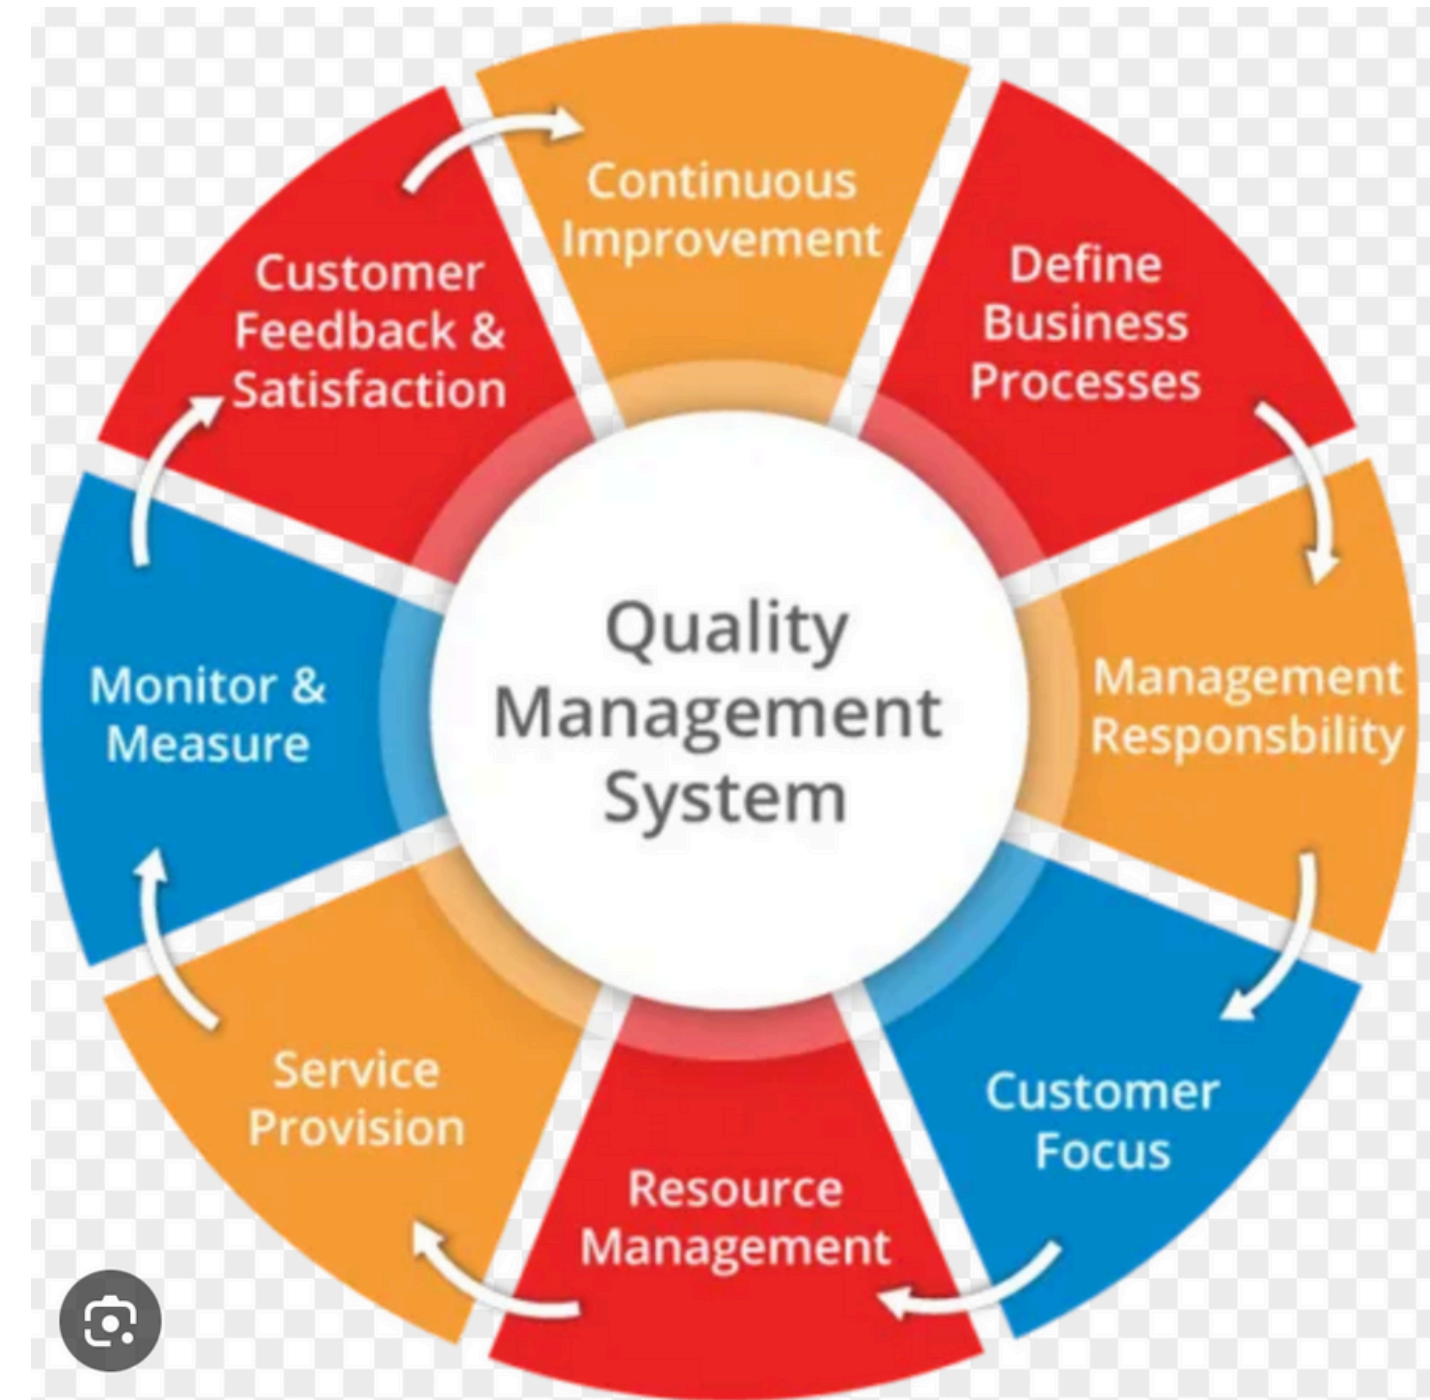 Continuous
Improvement
Define
Business
Processes
Management
Responsbility
Customer
Focus
Resource
Management
Service
Provision
Monitor &
Measure
Customer
Feedback &
Satisfaction
Quality
Management
System